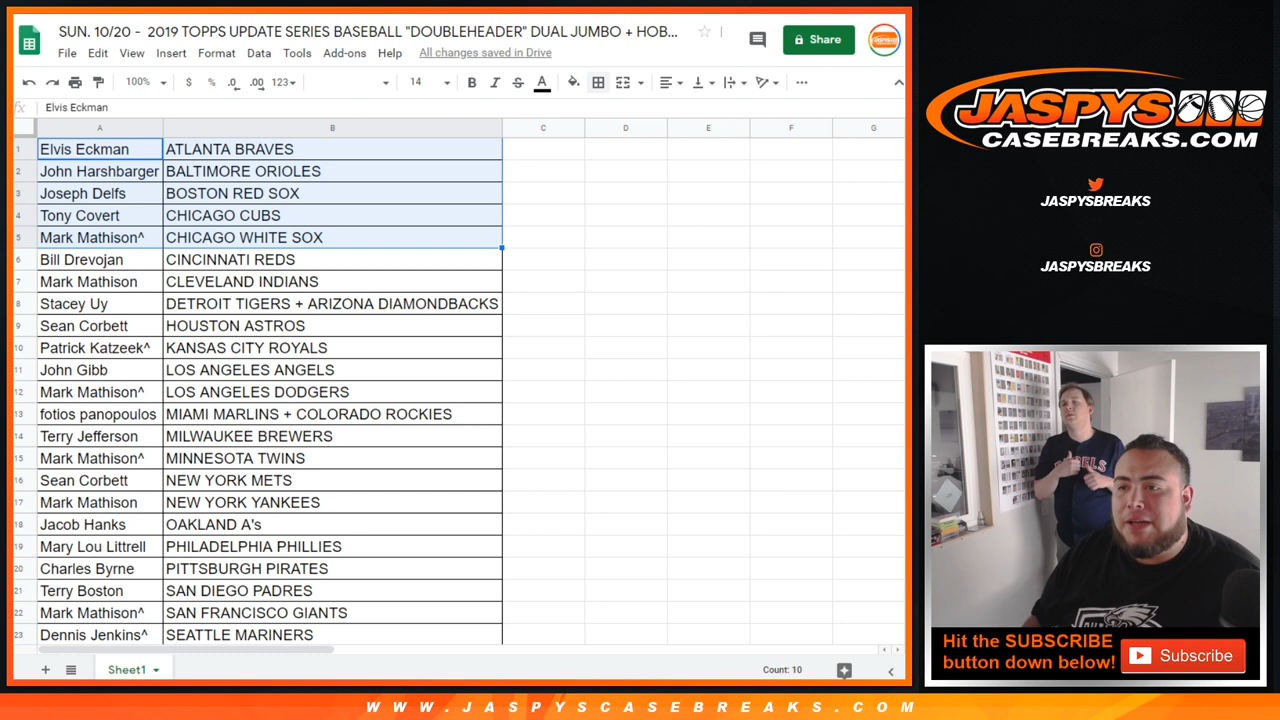 SUN. 10/20 - 2019 TOPPS UPDATE SERIES BASEBALL "DOUBLEHEADER" DUAL JUMBO + HOB...
Share
File Edit View Insert Format Data Tools Add-ons Help All changes saved in Drive
100% $ % .0 .00 123 14 B I S A
fx Elvis Eckman
A B C D E F G
1 Elvis Eckman ATLANTA BRAVES
2 John Harshbarger BALTIMORE ORIOLES
3 Joseph Delfs BOSTON RED SOX
4 Tony Covert CHICAGO CUBS
5 Mark Mathison^ CHICAGO WHITE SOX
6 Bill Drevojan CINCINNATI REDS
7 Mark Mathison CLEVELAND INDIANS
8 Stacey Uy DETROIT TIGERS + ARIZONA DIAMONDBACKS
9 Sean Corbett HOUSTON ASTROS
10 Patrick Katzeek^ KANSAS CITY ROYALS
11 John Gibb LOS ANGELES ANGELS
12 Mark Mathison^ LOS ANGELES DODGERS
13 fotios panopoulos MIAMI MARLINS + COLORADO ROCKIES
14 Terry Jefferson MILWAUKEE BREWERS
15 Mark Mathison^ MINNESOTA TWINS
16 Sean Corbett NEW YORK METS
17 Mark Mathison NEW YORK YANKEES
18 Jacob Hanks OAKLAND A's
19 Mary Lou Littrell PHILADELPHIA PHILLIES
20 Charles Byrne PITTSBURGH PIRATES
21 Terry Boston SAN DIEGO PADRES
22 Mark Mathison^ SAN FRANCISCO GIANTS
23 Dennis Jenkins^ SEATTLE MARINERS
Sheet1 Count: 10
JASPYS
CASEBREAKS.COM
JASPYSBREAKS
JASPYSBREAKS
Hit the SUBSCRIBE
button down below!
Subscribe
WWW.JASPYSCASEBREAKS.COM